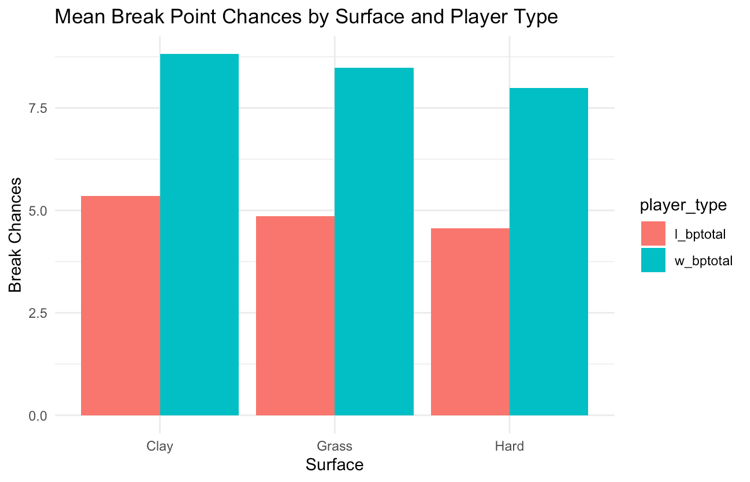 Mean Break Point Chances by Surface and Player Type
Break Chances
7.5
5.0
2.5
0.0
Clay
Grass
Hard
Surface
player_type
l_bptotal
w_bptotal